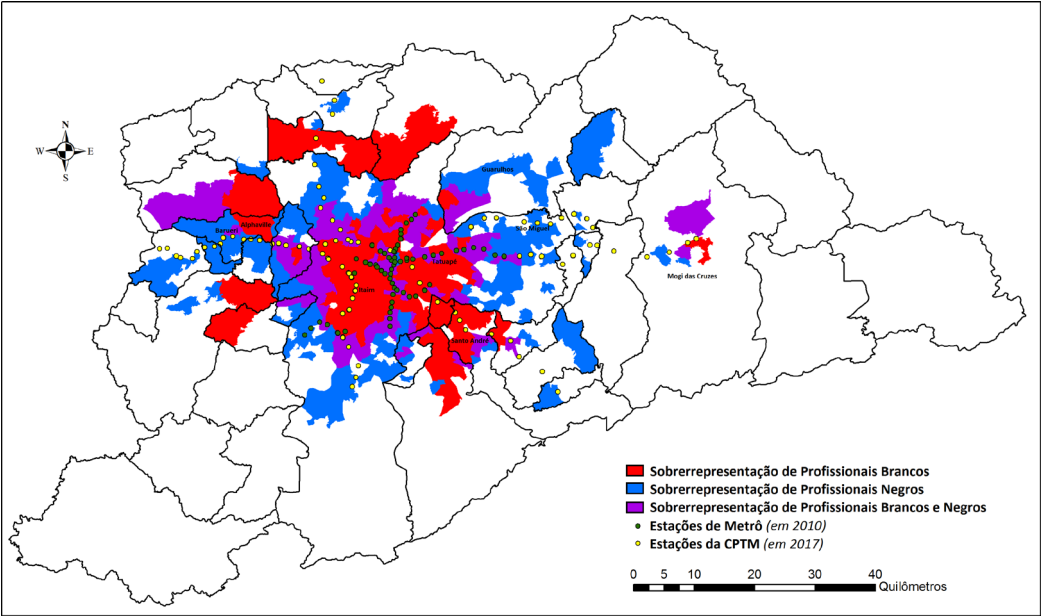 N
W E
S
Guarulhos
Alphaville
Barueri
São Miguel
Tatuapé
Mogi das Cruzes
Santo André
Sobrerrepresentação de Profissionais Brancos
Sobrerrepresentação de Profissionais Negros
Sobrerrepresentação de Profissionais Brancos e Negros
Estações de Metrô (em 2010)
Estações da CPTM (em 2017)
0 5 10 20 30 40
Quilômetros